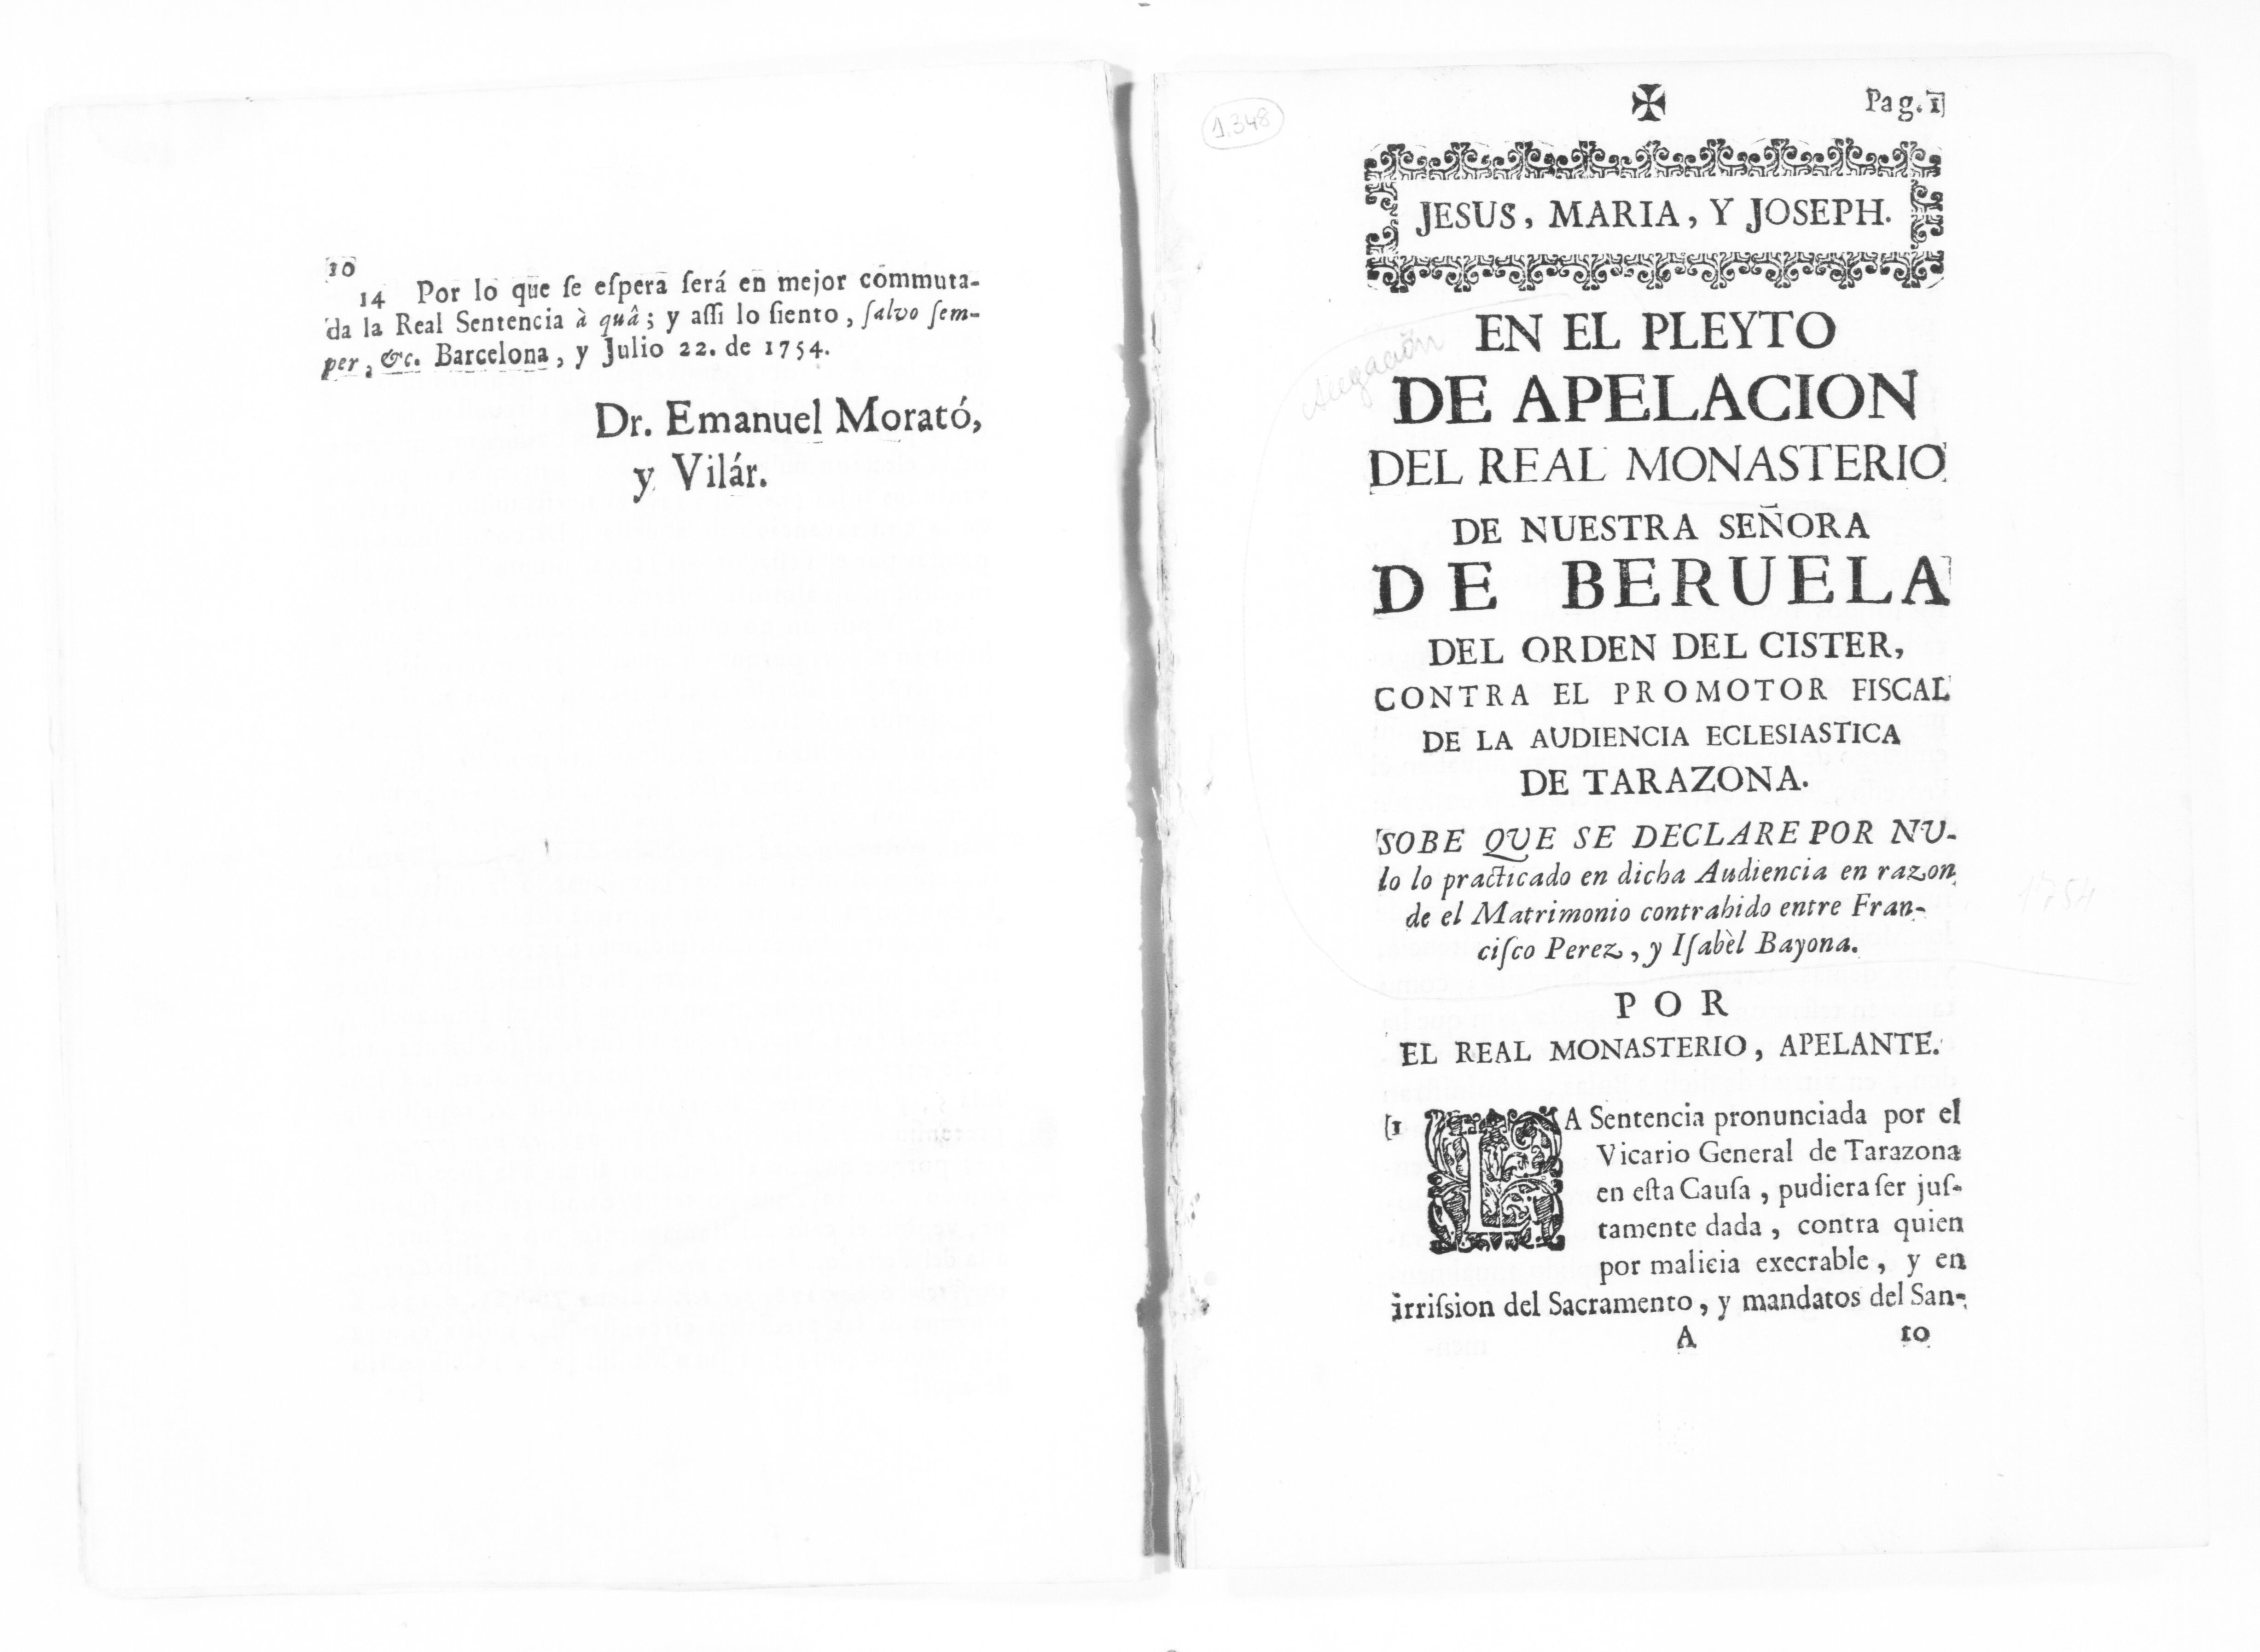 10
14 Por lo que ſe eſpera ſerá en mejor commuta-
da la Real Sentencia à quâ; y aſſi lo ſiento, ſalvo ſem-
per, &c. Barcelona, y Julio 22. de 1754.
Dr. Emanuel Morató,
y Vilár.
1.348
✠ Pag. 1
JESUS, MARIA, Y JOSEPH.
Alegación
EN EL PLEYTO
DE APELACION
DEL REAL MONASTERIO
DE NUESTRA SEÑORA
DE BERUELA
DEL ORDEN DEL CISTER,
CONTRA EL PROMOTOR FISCAL
DE LA AUDIENCIA ECLESIASTICA
DE TARAZONA.
SOBE QUE SE DECLARE POR NU-
lo lo practicado en dicha Audiencia en razon
de el Matrimonio contrahido entre Fran-
ciſco Perez, y Iſabèl Bayona.
1754
POR
EL REAL MONASTERIO, APELANTE.
1 LA Sentencia pronunciada por el
Vicario General de Tarazona
en eſta Cauſa, pudiera ſer juſ-
tamente dada, contra quien
por malicia execrable, y en
irriſsion del Sacramento, y mandatos del San-
A to